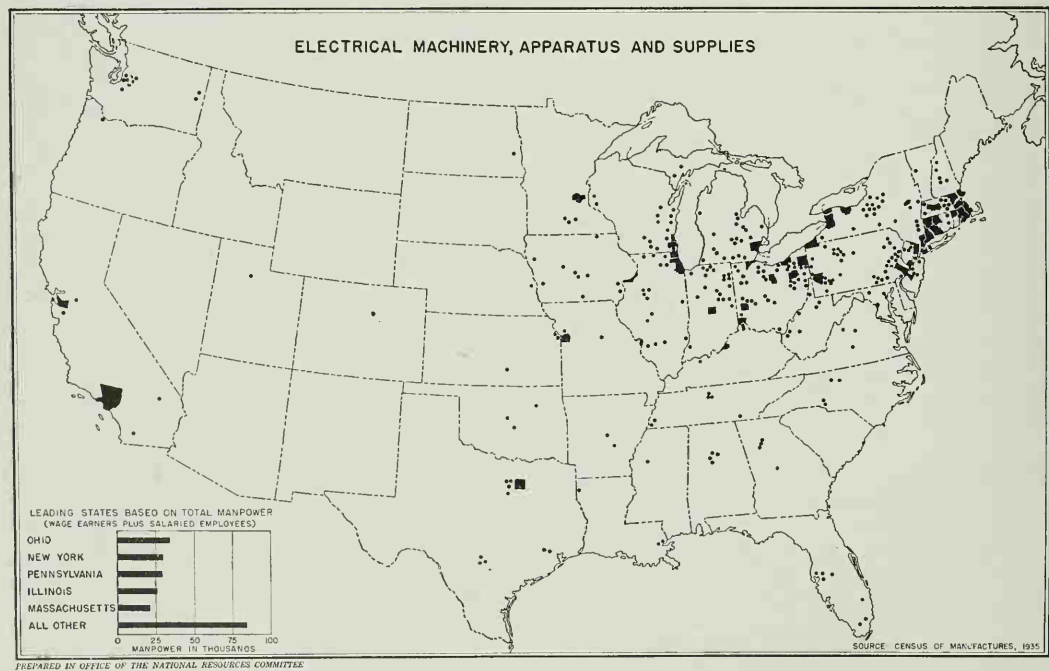 ELECTRICAL MACHINERY, APPARATUS AND SUPPLIES
LEADING STATES BASED ON TOTAL MANPOWER
(WAGE EARNERS PLUS SALARIED EMPLOYEES)
OHIO
NEW YORK
PENNSYLVANIA
ILLINOIS
MASSACHUSETTS
ALL OTHER
0 25 50 75 100
MANPOWER IN THOUSANDS
SOURCE: CENSUS OF MANUFACTURES, 1935
PREPARED IN OFFICE OF THE NATIONAL RESOURCES COMMITTEE